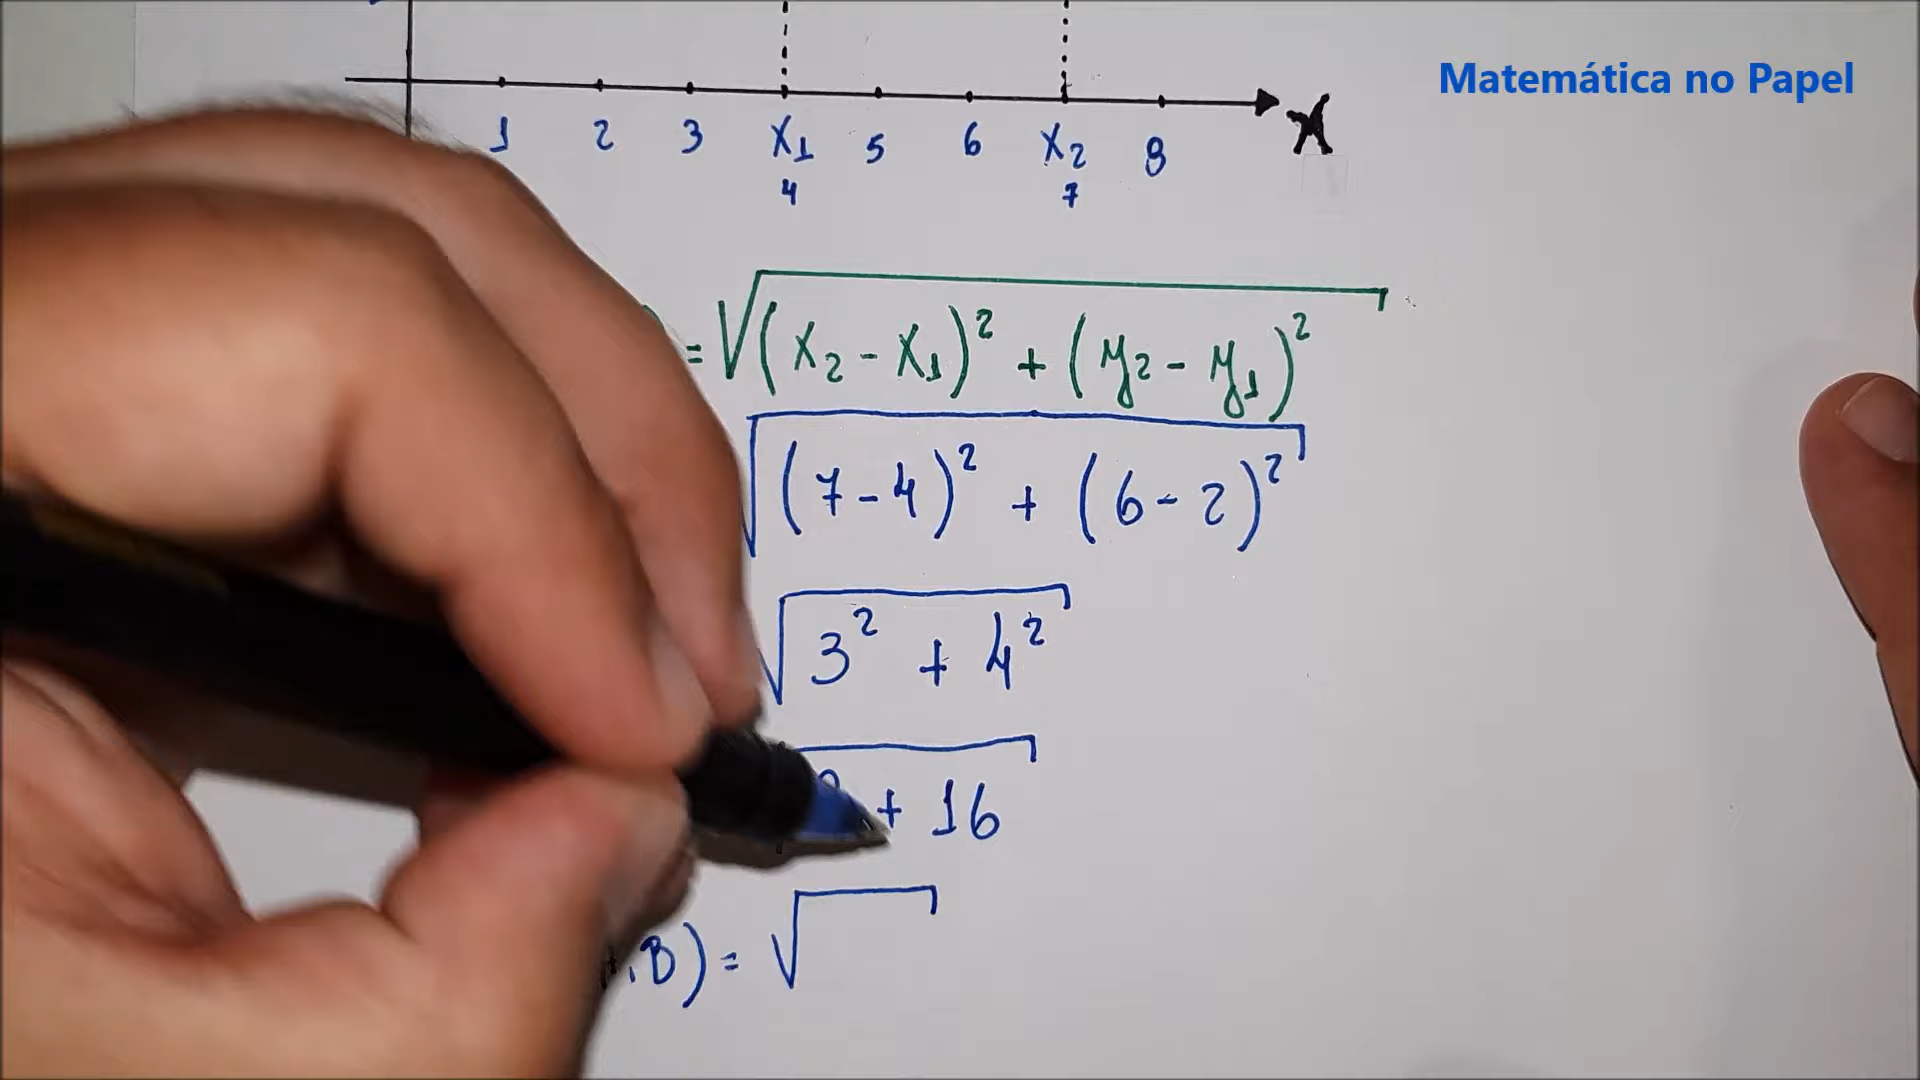 Matemática no Papel
1 2 3 X₁ 5 6 X₂ 8 X
4 7
= √(X₂ - X₁)² + (y₂ - y₁)²
√(7 - 4)² + (6 - 2)²
√3² + 4²
+ 16
B) = √